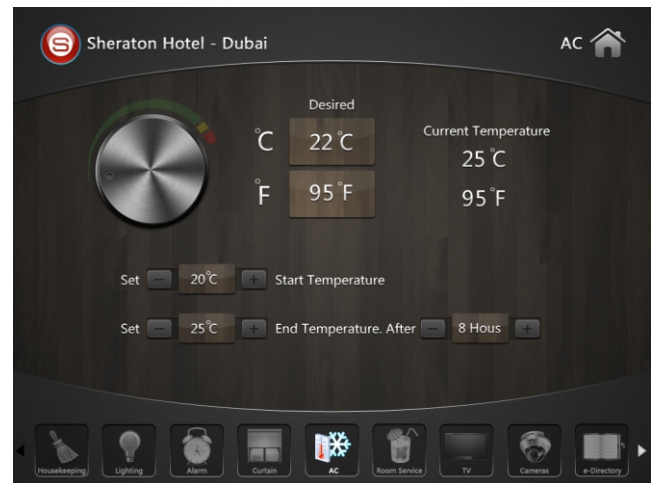 S Sheraton Hotel - Dubai
AC
Desired
°C 22°C
°F 95°F
Current Temperature
25°C
95°F
Set - 20°C + Start Temperature
Set - 25°C + End Temperature. After - 8 Hous +
Housekeeping
Lighting
Alarm
Curtain
AC
Room Service
TV
Cameras
e-Directory